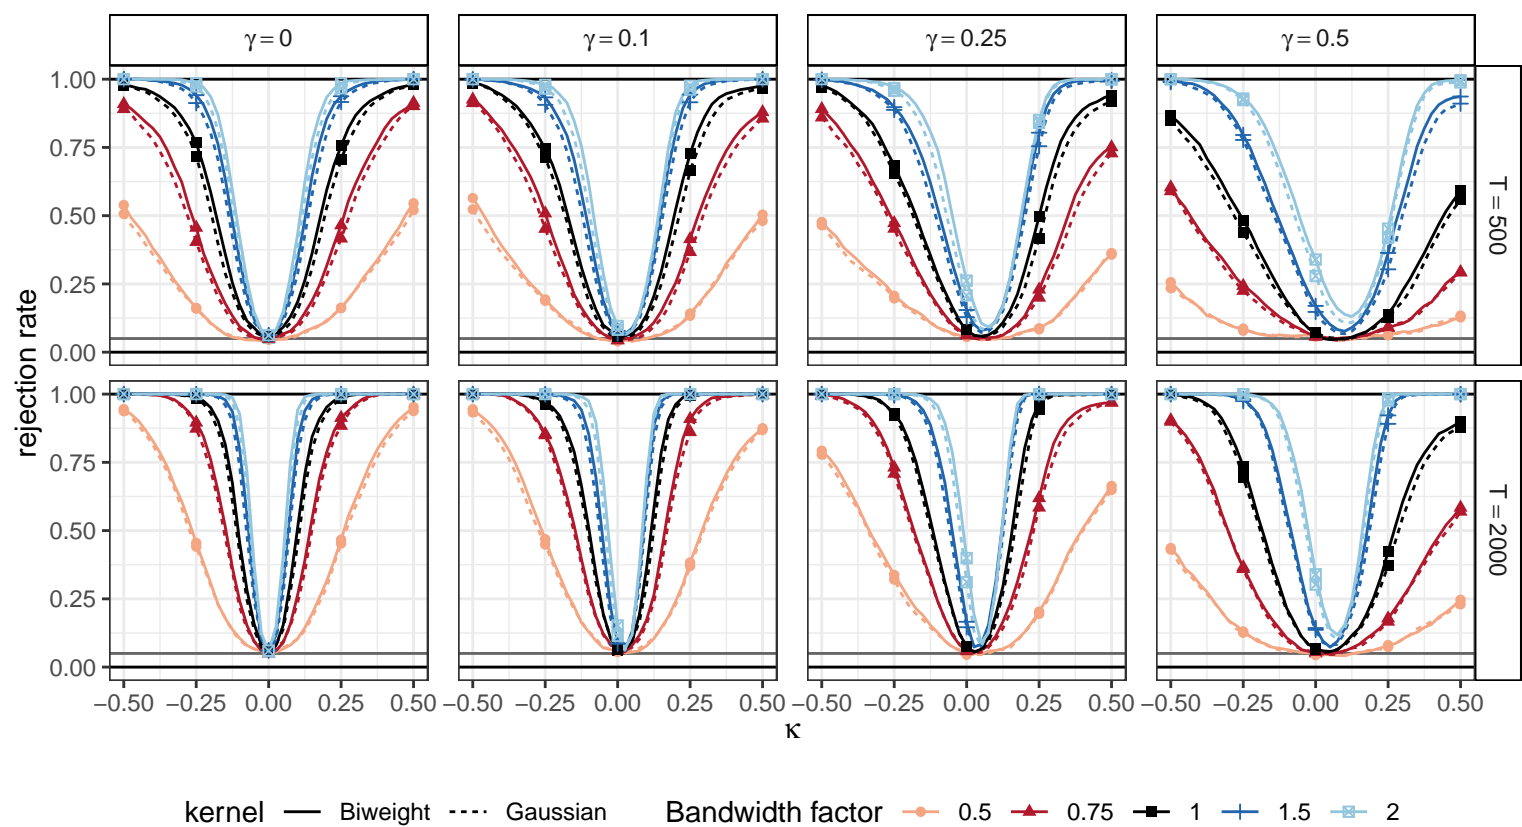 γ = 0
γ = 0.1
γ = 0.25
γ = 0.5
1.00
0.75
0.50
0.25
0.00
T = 500
rejection rate
1.00
0.75
0.50
0.25
0.00
T = 2000
−0.50 −0.25 0.00 0.25 0.50 −0.50 −0.25 0.00 0.25 0.50 −0.50 −0.25 0.00 0.25 0.50 −0.50 −0.25 0.00 0.25 0.50
κ
kernel Biweight Gaussian Bandwidth factor 0.5 0.75 1 1.5 2